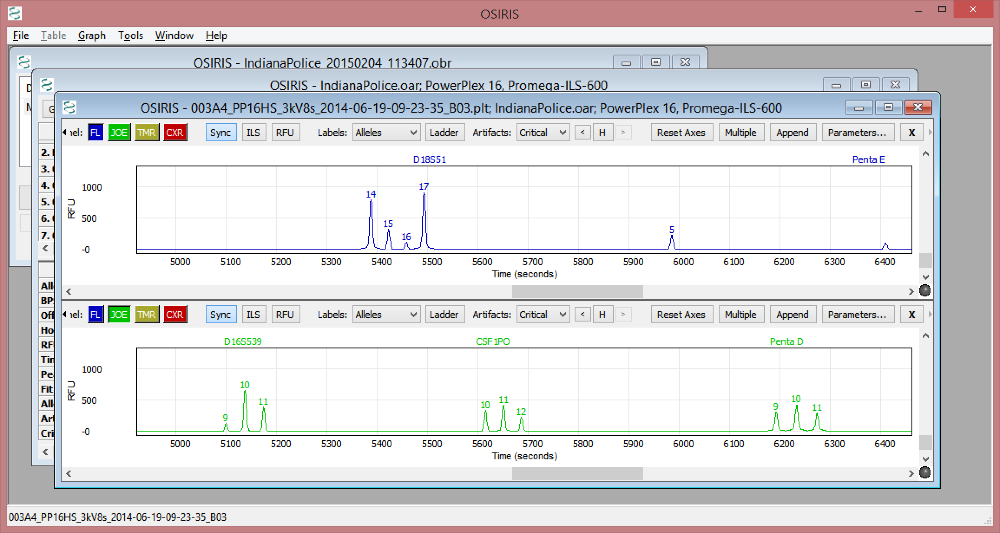 OSIRIS
File Table Graph Tools Window Help
OSIRIS - IndianaPolice_20150204_113407.obr
OSIRIS - IndianaPolice.oar; PowerPlex 16, Promega-ILS-600
OSIRIS - 003A4_PP16HS_3kV8s_2014-06-19-09-23-35_B03.plt; IndianaPolice.oar; PowerPlex 16, Promega-ILS-600
nel: FL JOE TMR CXR Sync ILS RFU Labels: Alleles Ladder Artifacts: Critical < H > Reset Axes Multiple Append Parameters... X
D18S51 Penta E
14 15 16 17 5
RFU
1000
500
-0
5000 5100 5200 5300 5400 5500 5600 5700 5800 5900 6000 6100 6200 6300 6400
Time (seconds)
nel: FL JOE TMR CXR Sync ILS RFU Labels: Alleles Ladder Artifacts: Critical < H > Reset Axes Multiple Append Parameters... X
D16S539 CSF1PO Penta D
9 10 11 10 11 12 9 10 11
RFU
1000
500
-0
5000 5100 5200 5300 5400 5500 5600 5700 5800 5900 6000 6100 6200 6300 6400
Time (seconds)
2.
3.
4.
5.
6.
7.
All
BP
Off
Ho
RF
Tim
Pe
Fit
All
Art
Cri
003A4_PP16HS_3kV8s_2014-06-19-09-23-35_B03